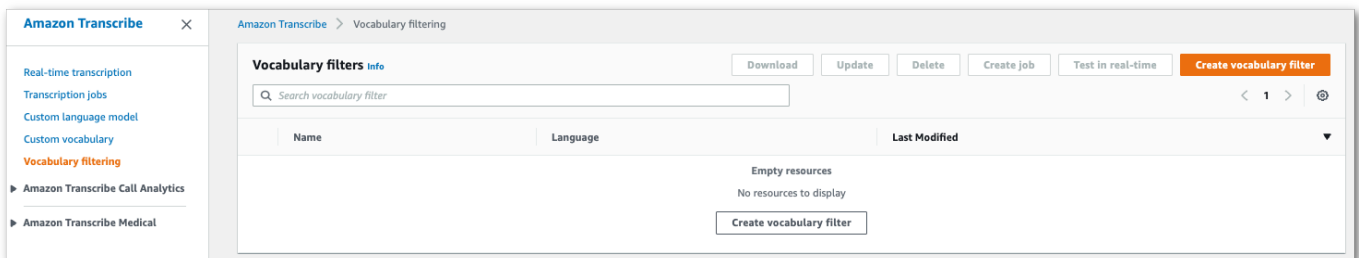 Amazon Transcribe
Real-time transcription
Transcription jobs
Custom language model
Custom vocabulary
Vocabulary filtering
Amazon Transcribe Call Analytics
Amazon Transcribe Medical
Amazon Transcribe > Vocabulary filtering
Vocabulary filters Info
Download Update Delete Create job Test in real-time Create vocabulary filter
Search vocabulary filter
< 1 >
Name Language Last Modified
Empty resources
No resources to display
Create vocabulary filter